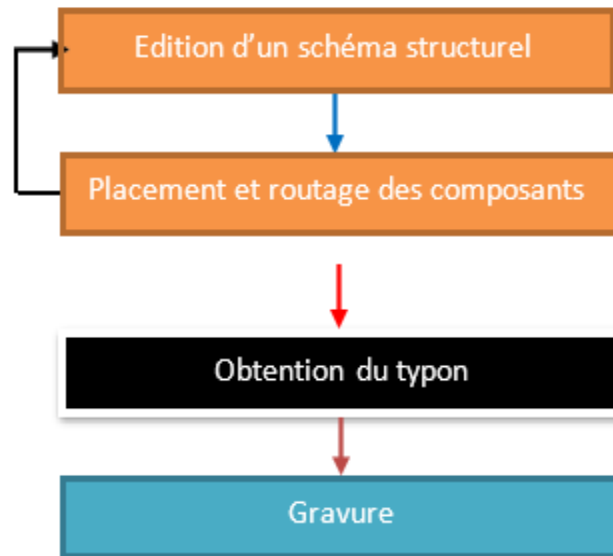 Edition d'un schéma structurel
Placement et routage des composants
Obtention du typon
Gravure